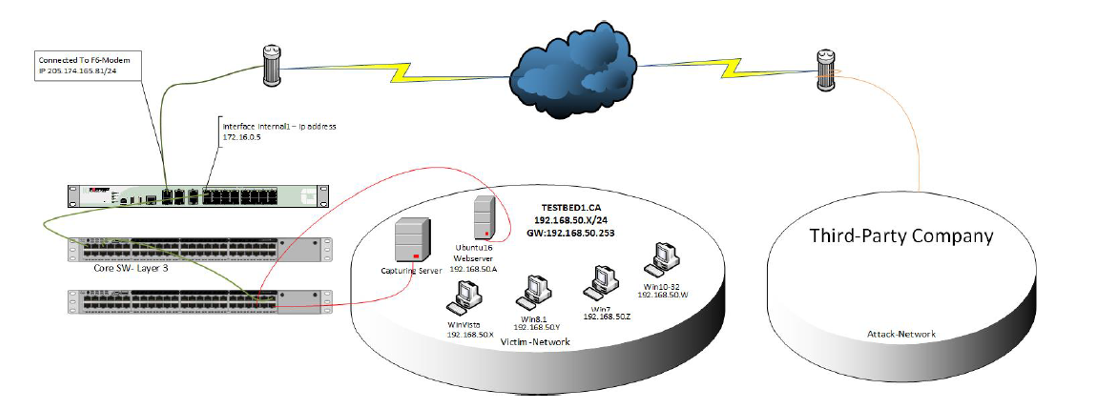 Connected To F6-Modem
IP 205.174.165.81/24
Interface Internal1 – Ip address
172.16.0.5
Core SW- Layer 3
TESTBED1.CA
192.168.50.X/24
GW:192.168.50.253
Capturing Server
Ubuntu16
Webserver
192.168.50.A
WinVista
192.168.50.X
Win8.1
192.168.50.Y
Win7
192.168.50.Z
Win10-32
192.168.50.W
Victim-Network
Third-Party Company
Attack-Network